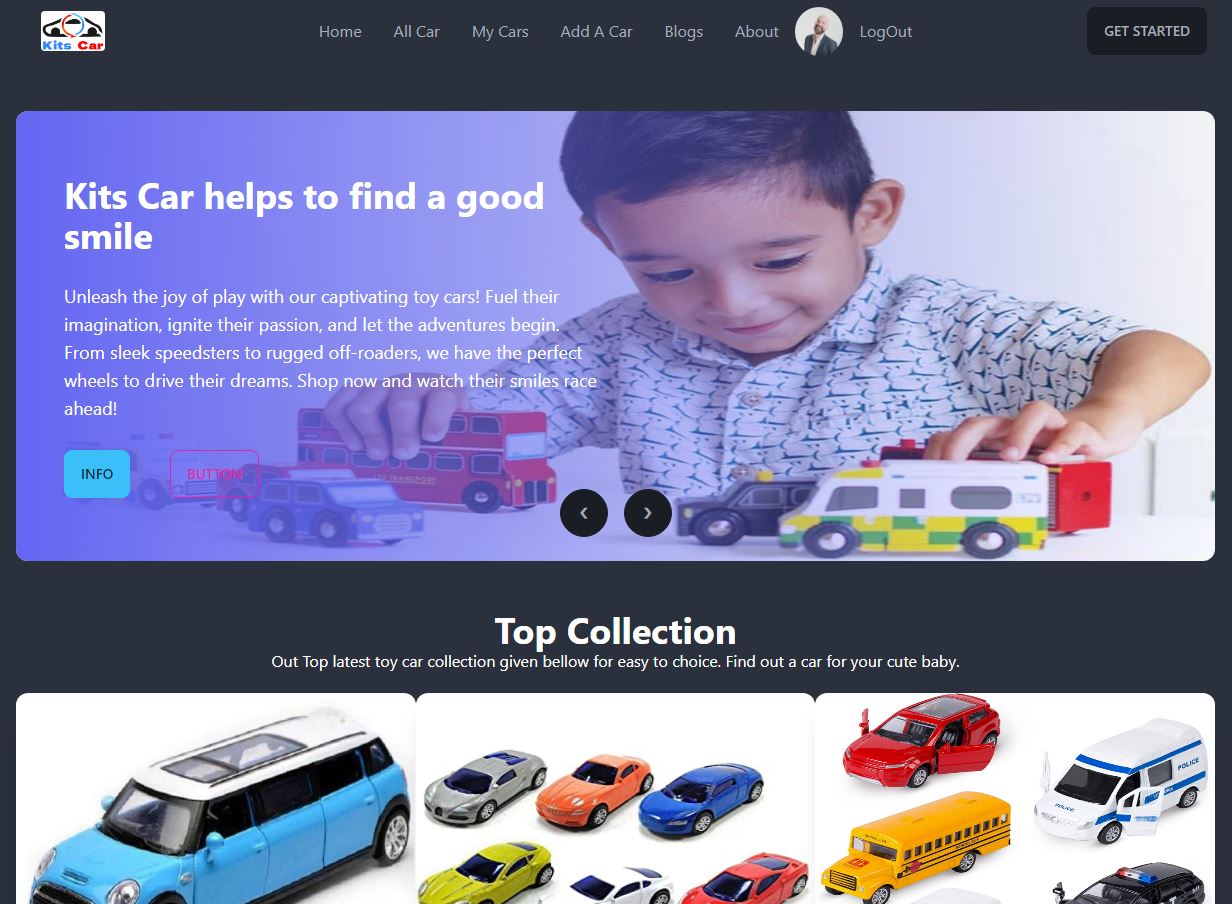 Kits Car
Home
All Car
My Cars
Add A Car
Blogs
About
LogOut
GET STARTED
Kits Car helps to find a good
smile
Unleash the joy of play with our captivating toy cars! Fuel their
imagination, ignite their passion, and let the adventures begin.
From sleek speedsters to rugged off-roaders, we have the perfect
wheels to drive their dreams. Shop now and watch their smiles race
ahead!
INFO
BUTTON
❮
❯
Top Collection
Out Top latest toy car collection given bellow for easy to choice. Find out a car for your cute baby.
POLICE
POLICE